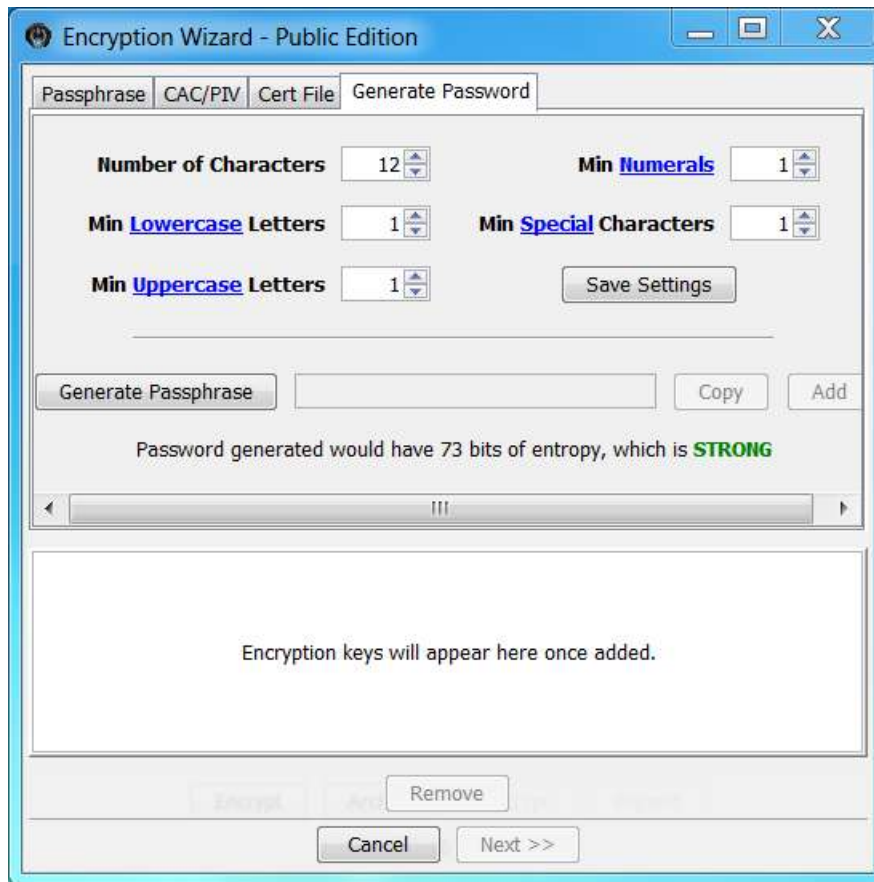 Encryption Wizard - Public Edition
Passphrase CAC/PIV Cert File Generate Password
Number of Characters 12 Min Numerals 1
Min Lowercase Letters 1 Min Special Characters 1
Min Uppercase Letters 1 Save Settings
Generate Passphrase Copy Add
Password generated would have 73 bits of entropy, which is STRONG
Encryption keys will appear here once added.
Encrypt Remove
Cancel Next >>